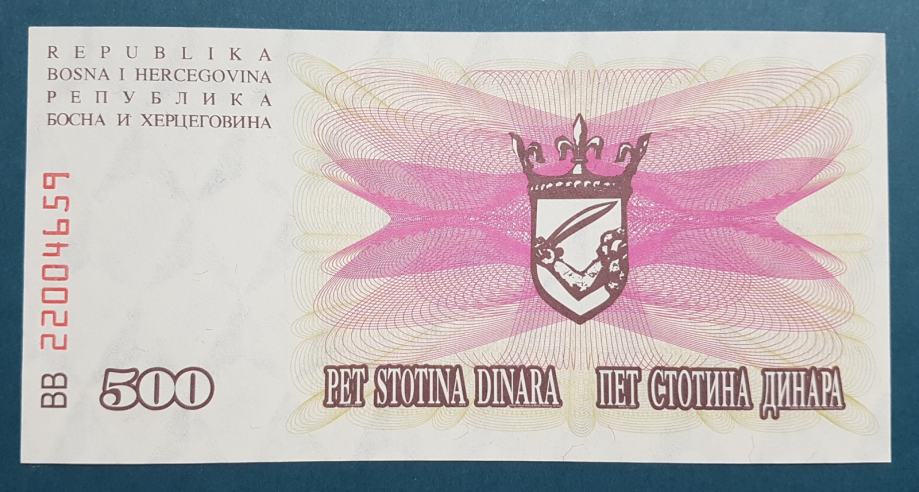 REPUBLIKA
BOSNA I HERCEGOVINA
РЕПУБЛИКА
БОСНА И ХЕРЦЕГОВИНА
BB 22004659
500
PET STOTINA DINARA ПЕТ СТОТИНА ДИНАРА